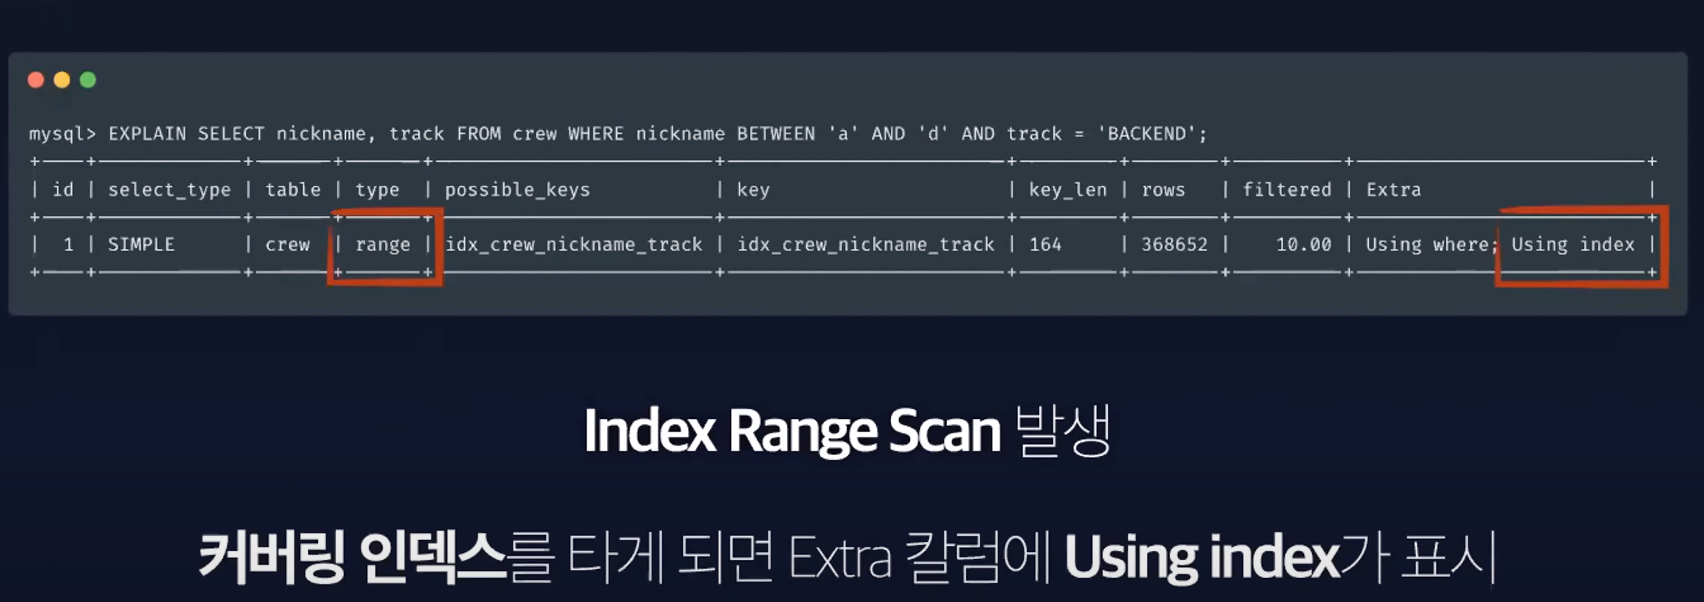 mysql> EXPLAIN SELECT nickname, track FROM crew WHERE nickname BETWEEN 'a' AND 'd' AND track = 'BACKEND';
| id | select_type | table | type | possible_keys | key | key_len | rows | filtered | Extra |
| 1 | SIMPLE | crew | range | idx_crew_nickname_track | idx_crew_nickname_track | 164 | 368652 | 10.00 | Using where; Using index |
Index Range Scan 발생
커버링 인덱스를 타게 되면 Extra 칼럼에 Using index가 표시